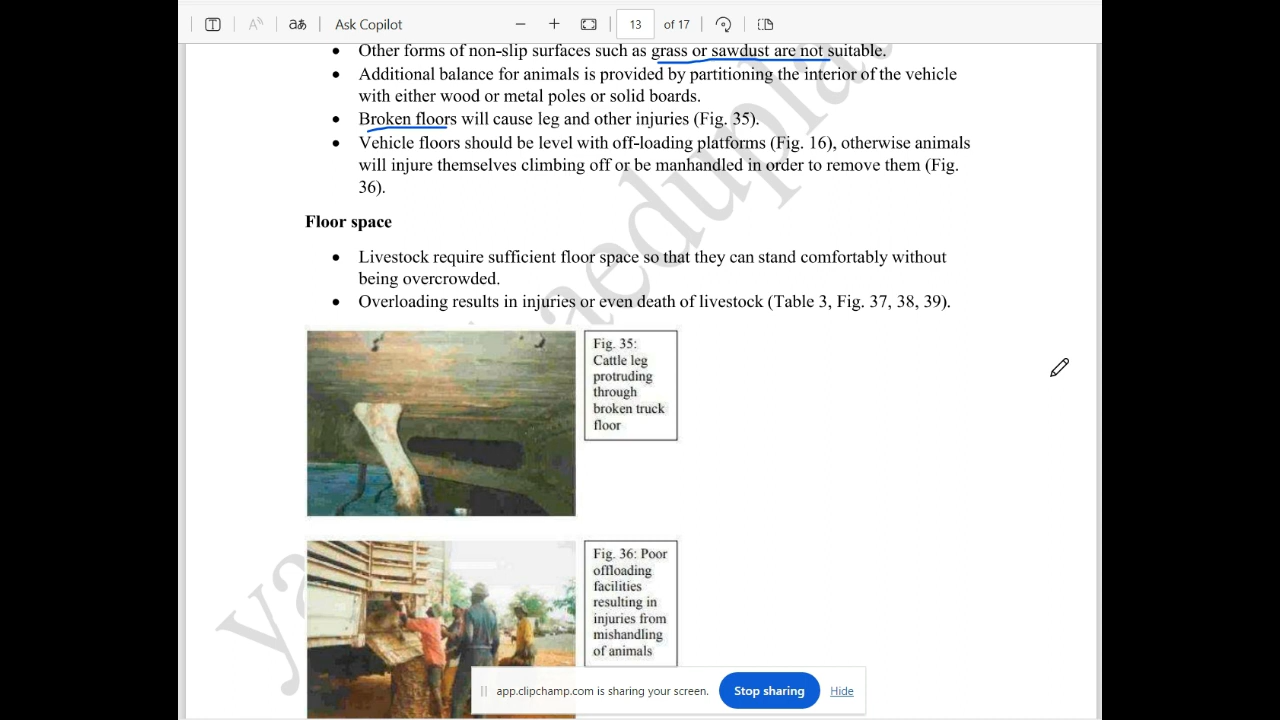 Ask Copilot
13
of 17
Other forms of non-slip surfaces such as grass or sawdust are not suitable.
Additional balance for animals is provided by partitioning the interior of the vehicle
with either wood or metal poles or solid boards.
Broken floors will cause leg and other injuries (Fig. 35).
Vehicle floors should be level with off-loading platforms (Fig. 16), otherwise animals
will injure themselves climbing off or be manhandled in order to remove them (Fig.
36).
Floor space
Livestock require sufficient floor space so that they can stand comfortably without
being overcrowded.
Overloading results in injuries or even death of livestock (Table 3, Fig. 37, 38, 39).
Fig. 35:
Cattle leg
protruding
through
broken truck
floor
Fig. 36: Poor
offloading
facilities
resulting in
injuries from
mishandling
of animals
app.clipchamp.com is sharing your screen.
Stop sharing
Hide